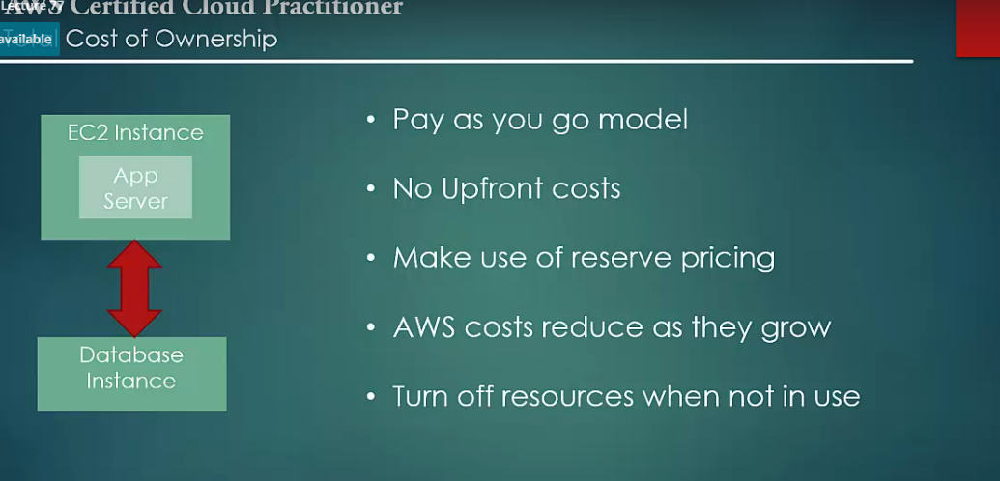 AWS Certified Cloud Practitioner
Lecture 77
available
Total Cost of Ownership
EC2 Instance
App
Server
Database
Instance
• Pay as you go model
• No Upfront costs
• Make use of reserve pricing
• AWS costs reduce as they grow
• Turn off resources when not in use